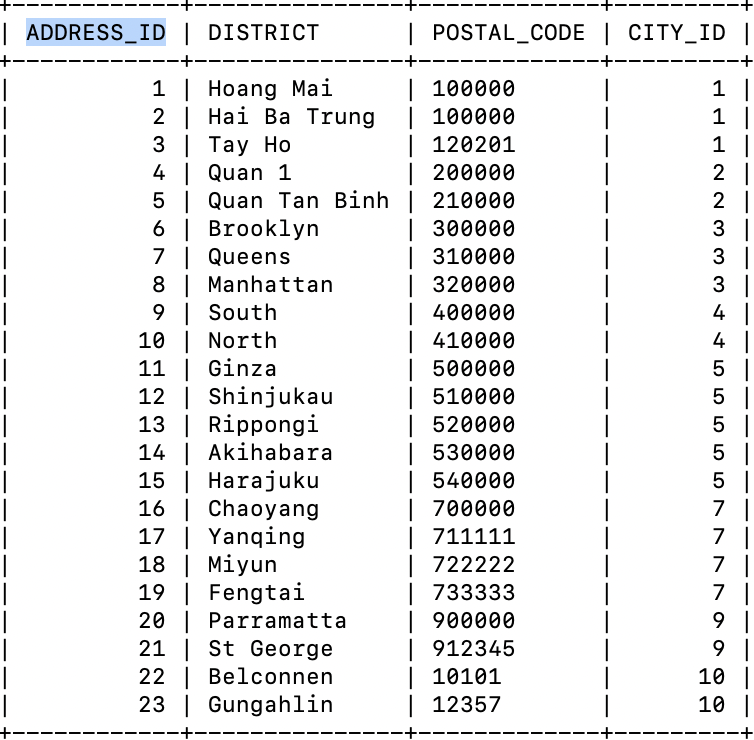 +------------+----------------+-------------+---------+
| ADDRESS_ID | DISTRICT       | POSTAL_CODE | CITY_ID |
+------------+----------------+-------------+---------+
|          1 | Hoang Mai      | 100000      |       1 |
|          2 | Hai Ba Trung   | 100000      |       1 |
|          3 | Tay Ho         | 120201      |       1 |
|          4 | Quan 1         | 200000      |       2 |
|          5 | Quan Tan Binh  | 210000      |       2 |
|          6 | Brooklyn       | 300000      |       3 |
|          7 | Queens         | 310000      |       3 |
|          8 | Manhattan      | 320000      |       3 |
|          9 | South          | 400000      |       4 |
|         10 | North          | 410000      |       4 |
|         11 | Ginza          | 500000      |       5 |
|         12 | Shinjukau      | 510000      |       5 |
|         13 | Rippongi       | 520000      |       5 |
|         14 | Akihabara      | 530000      |       5 |
|         15 | Harajuku       | 540000      |       5 |
|         16 | Chaoyang       | 700000      |       7 |
|         17 | Yanqing        | 711111      |       7 |
|         18 | Miyun          | 722222      |       7 |
|         19 | Fengtai        | 733333      |       7 |
|         20 | Parramatta     | 900000      |       9 |
|         21 | St George      | 912345      |       9 |
|         22 | Belconnen      | 10101       |      10 |
|         23 | Gungahlin      | 12357       |      10 |
+------------+----------------+-------------+---------+